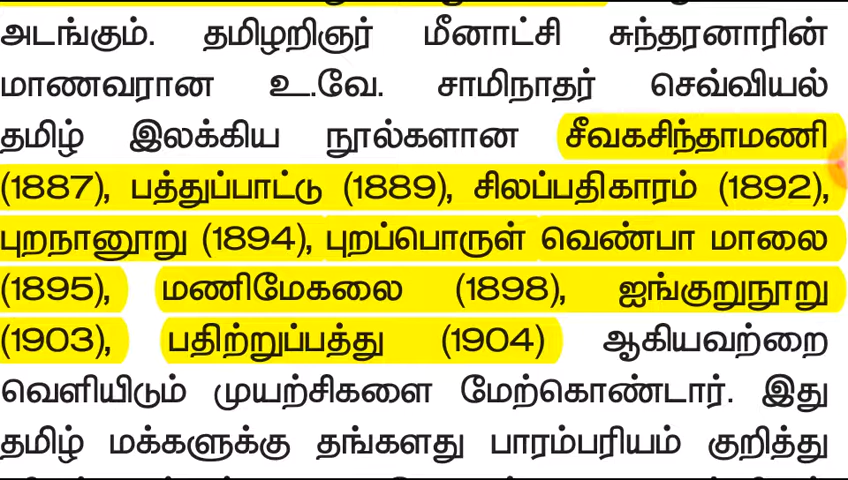 அடங்கும். தமிழறிஞர் மீனாட்சி சுந்தரனாரின்
மாணவரான உ.வே. சாமிநாதர் செவ்வியல்
தமிழ் இலக்கிய நூல்களான சீவகசிந்தாமணி
(1887), பத்துப்பாட்டு (1889), சிலப்பதிகாரம் (1892),
புறநானூறு (1894), புறப்பொருள் வெண்பா மாலை
(1895), மணிமேகலை (1898), ஐங்குறுநூறு
(1903), பதிற்றுப்பத்து (1904) ஆகியவற்றை
வெளியிடும் முயற்சிகளை மேற்கொண்டார். இது
தமிழ் மக்களுக்கு தங்களது பாரம்பரியம் குறித்து